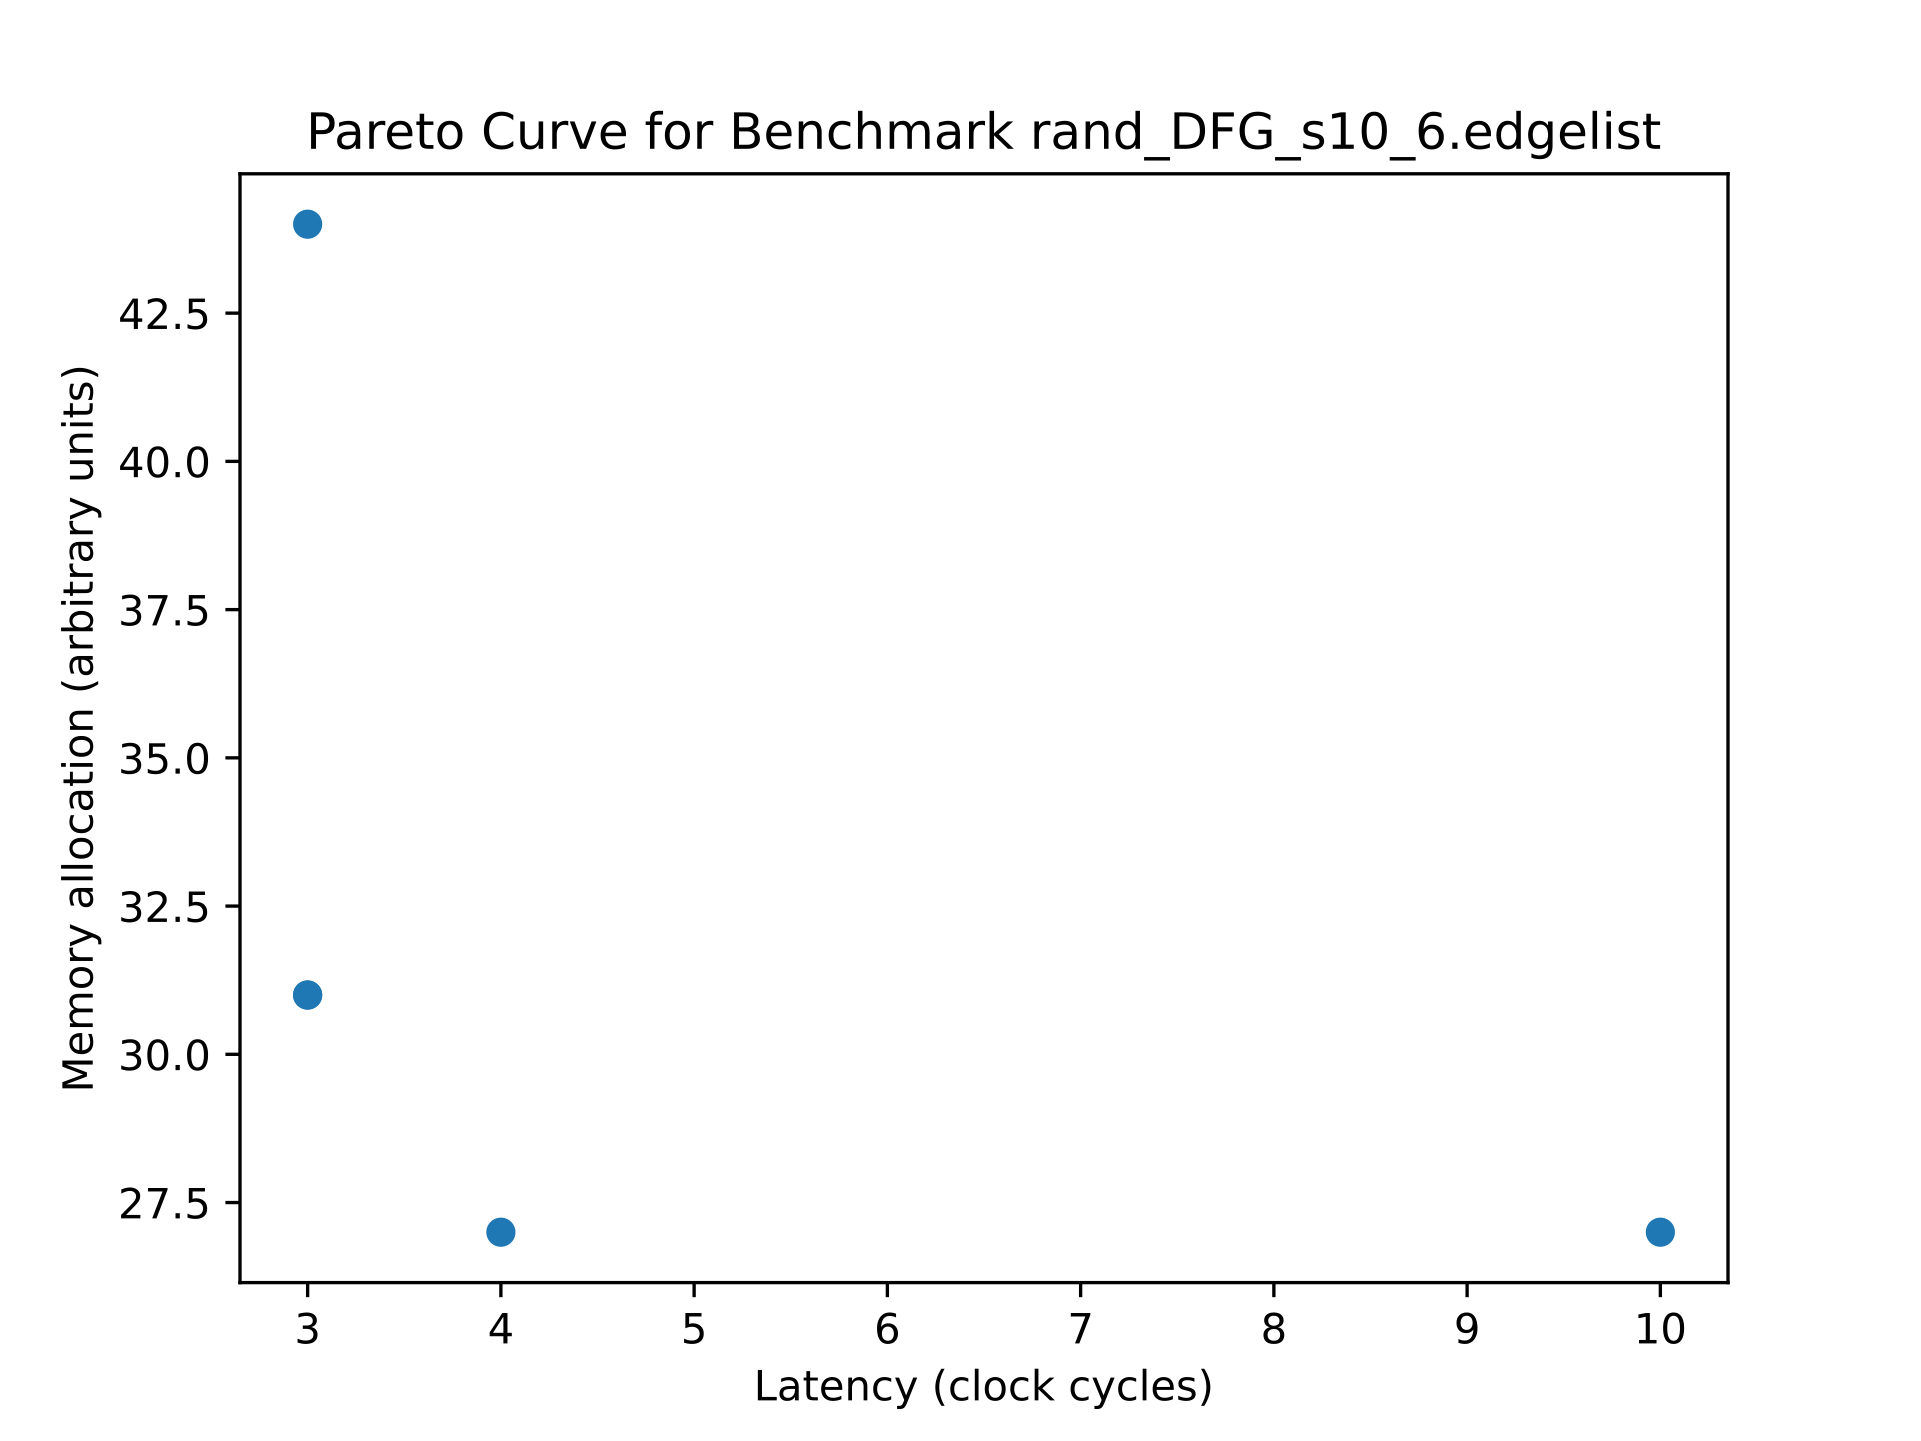 Pareto Curve for Benchmark rand_DFG_s10_6.edgelist
Memory allocation (arbitrary units)
42.5
40.0
37.5
35.0
32.5
30.0
27.5
3 4 5 6 7 8 9 10
Latency (clock cycles)